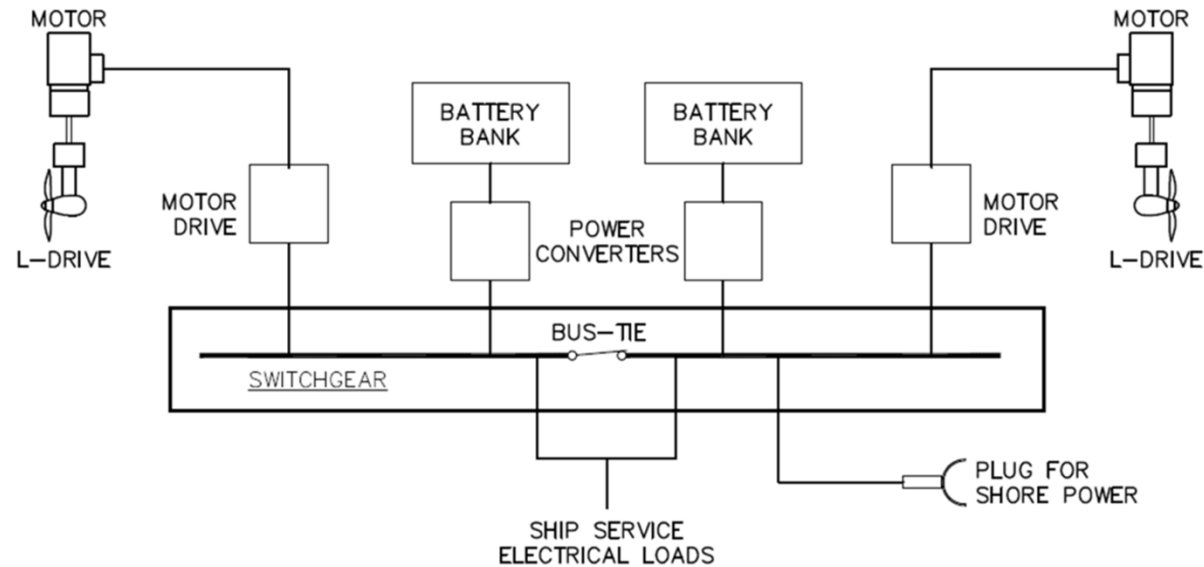 MOTOR
MOTOR
BATTERY
BANK
BATTERY
BANK
MOTOR
DRIVE
POWER
CONVERTERS
MOTOR
DRIVE
L-DRIVE
L-DRIVE
BUS-TIE
SWITCHGEAR
PLUG FOR
SHORE POWER
SHIP SERVICE
ELECTRICAL LOADS